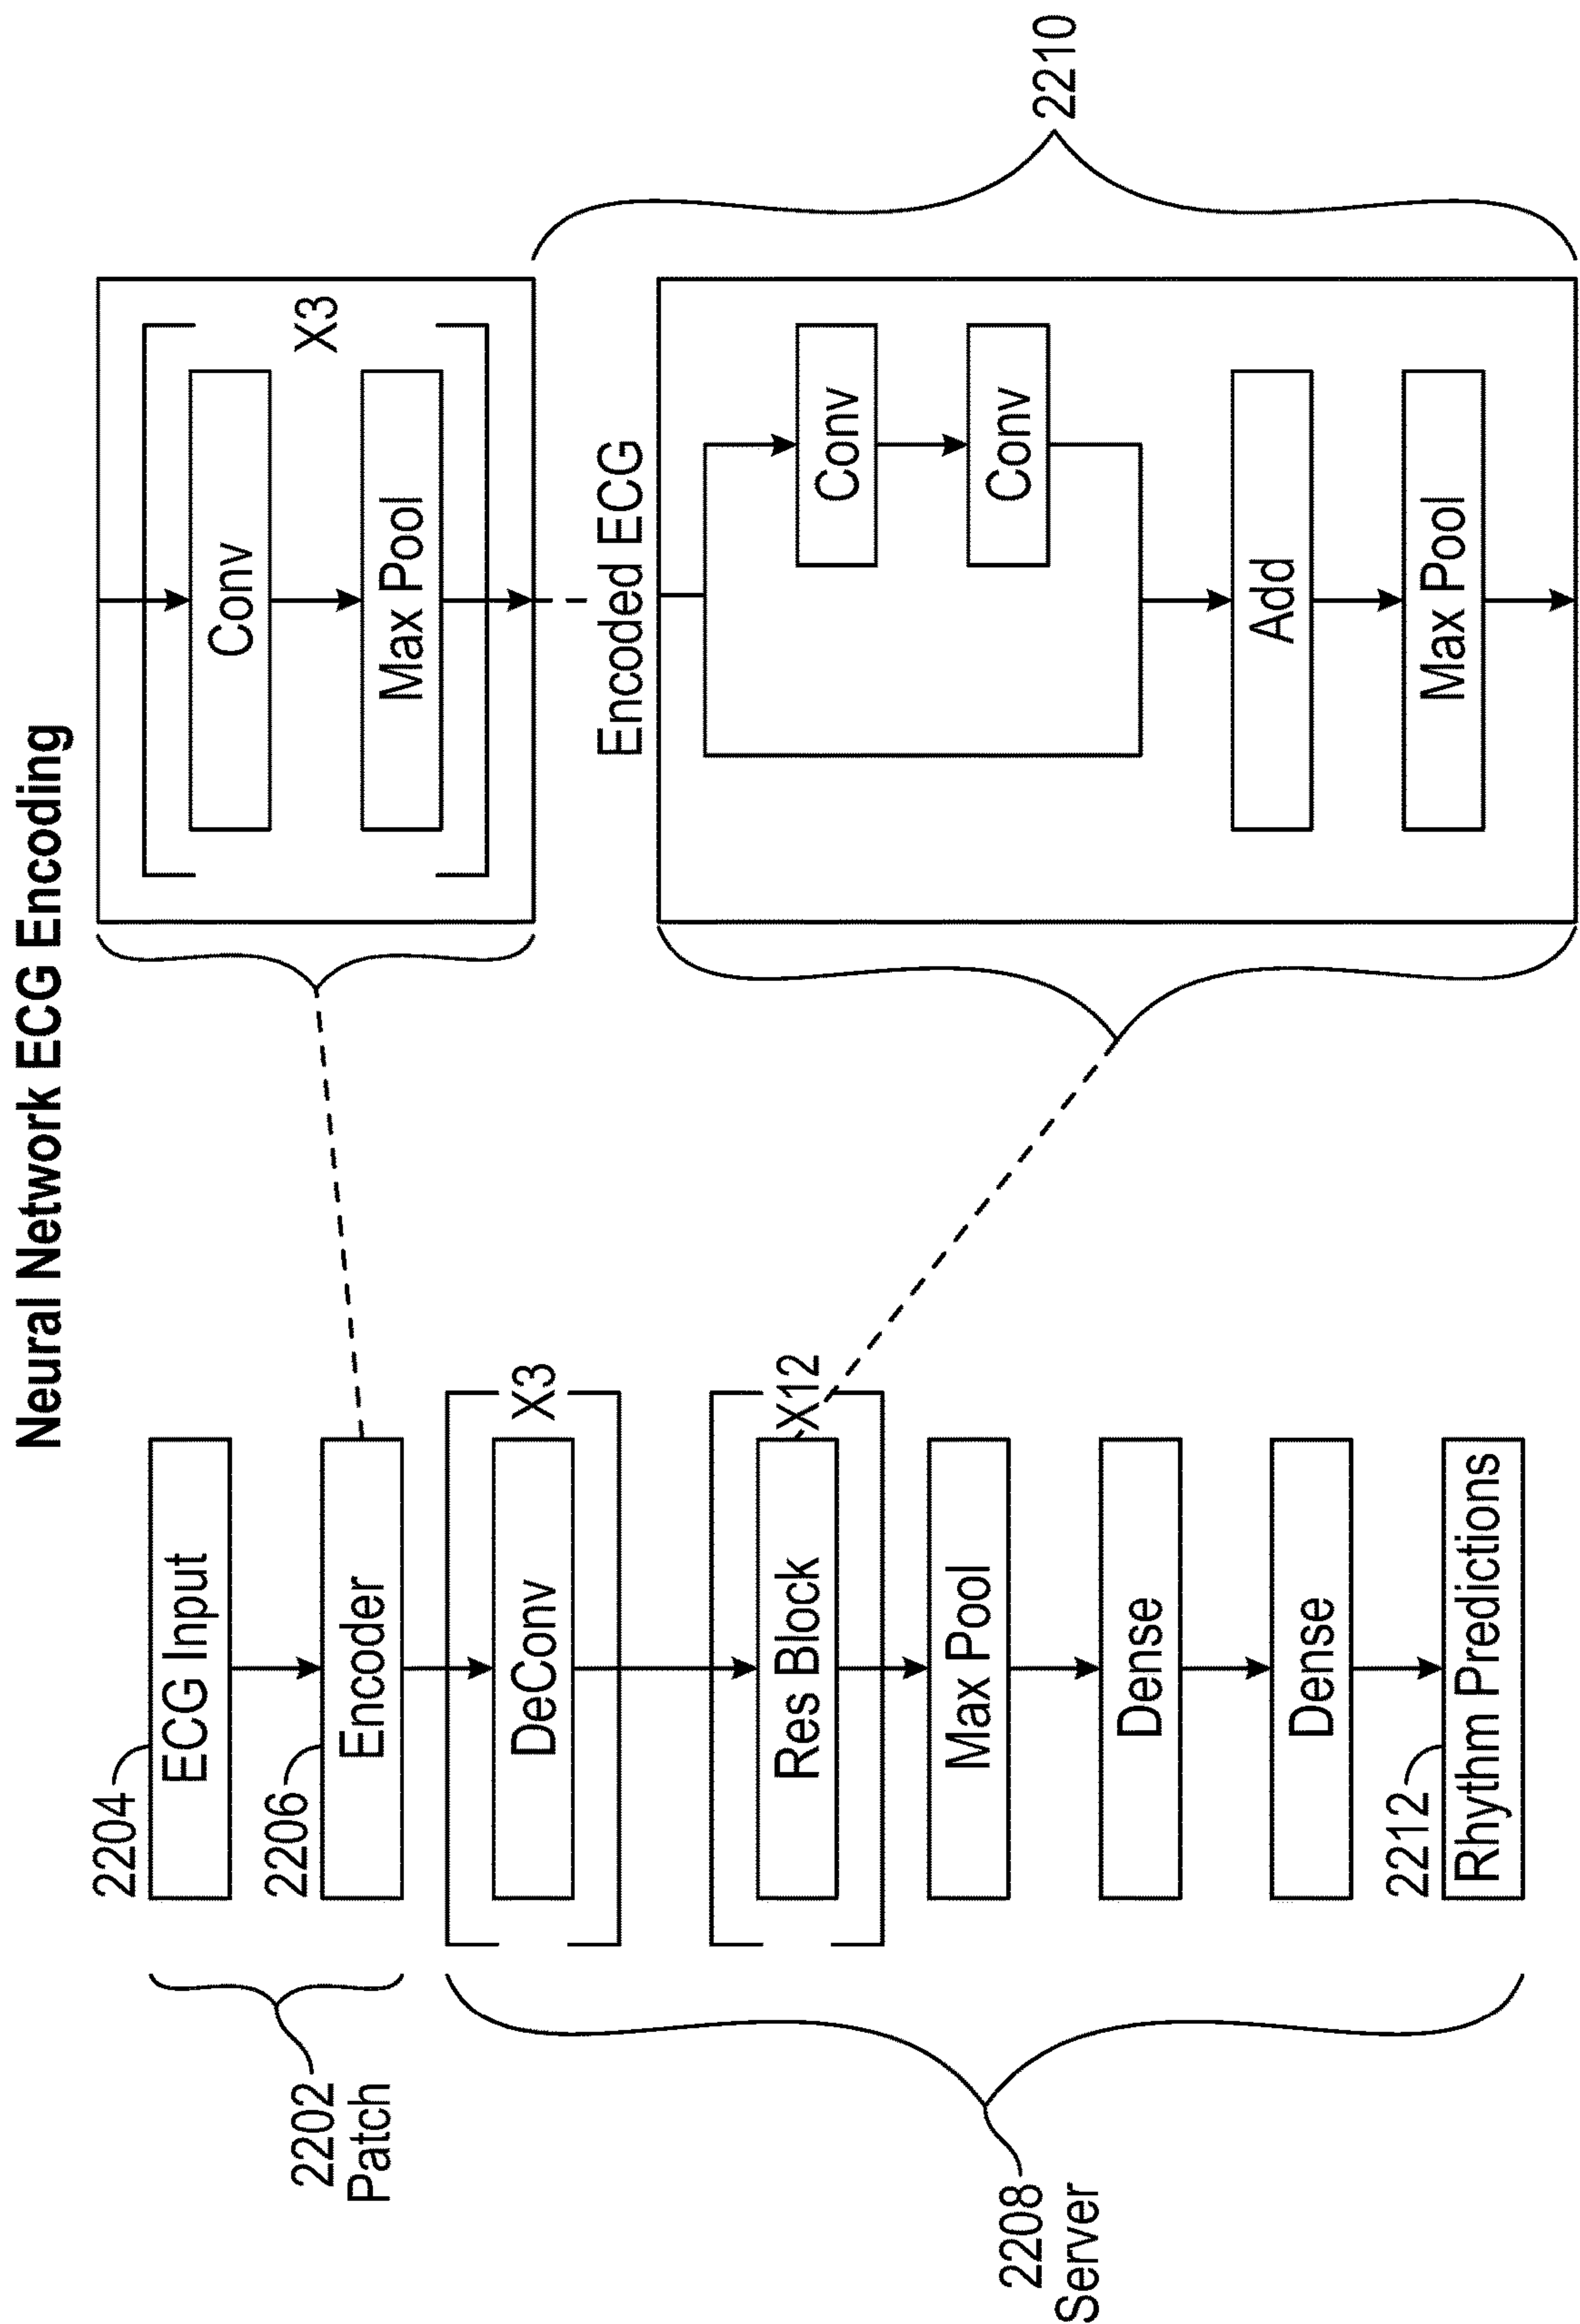 Neural Network ECG Encoding
2202
Patch
2204
ECG Input
2206
Encoder
2208
Server
DeConv
X3
Res Block
X12
Max Pool
Dense
Dense
2212
Rhythm Predictions
Conv
Max Pool
X3
Encoded ECG
Conv
Conv
Add
Max Pool
2210